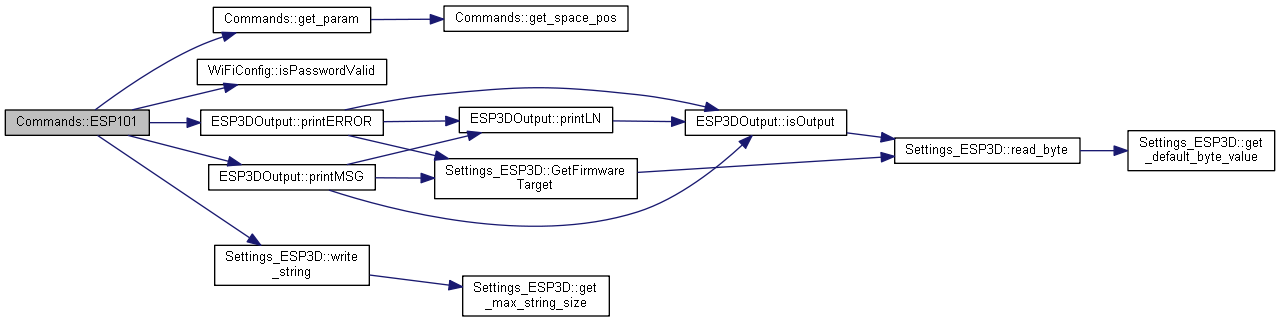 Commands::get_param
Commands::get_space_pos
WiFiConfig::isPasswordValid
Commands::ESP101
ESP3DOutput::printERROR
ESP3DOutput::printLN
ESP3DOutput::isOutput
Settings_ESP3D::read_byte
Settings_ESP3D::get
_default_byte_value
ESP3DOutput::printMSG
Settings_ESP3D::GetFirmware
Target
Settings_ESP3D::write
_string
Settings_ESP3D::get
_max_string_size